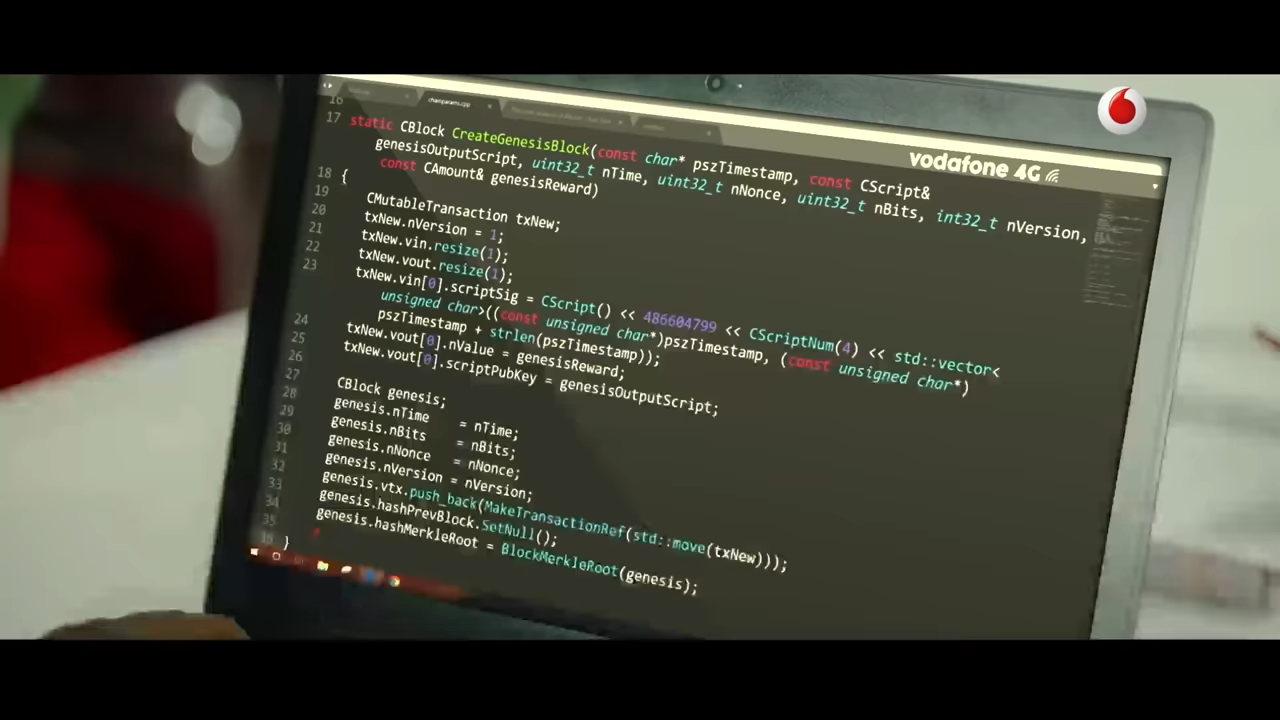 vodafone 4G
chainparams.cpp
16
17 static CBlock CreateGenesisBlock(const char* pszTimestamp, const CScript&
genesisOutputScript, uint32_t nTime, uint32_t nNonce, uint32_t nBits, int32_t nVersion,
const CAmount& genesisReward)
18 {
19 CMutableTransaction txNew;
20 txNew.nVersion = 1;
21 txNew.vin.resize(1);
22 txNew.vout.resize(1);
23 txNew.vin[0].scriptSig = CScript() << 486604799 << CScriptNum(4) << std::vector<
unsigned char>((const unsigned char*)pszTimestamp, (const unsigned char*)
pszTimestamp + strlen(pszTimestamp));
24 txNew.vout[0].nValue = genesisReward;
25 txNew.vout[0].scriptPubKey = genesisOutputScript;
26
27 CBlock genesis;
28 genesis.nTime = nTime;
29 genesis.nBits = nBits;
30 genesis.nNonce = nNonce;
31 genesis.nVersion = nVersion;
32 genesis.vtx.push_back(MakeTransactionRef(std::move(txNew)));
33 genesis.hashPrevBlock.SetNull();
34 genesis.hashMerkleRoot = BlockMerkleRoot(genesis);
35
36 }